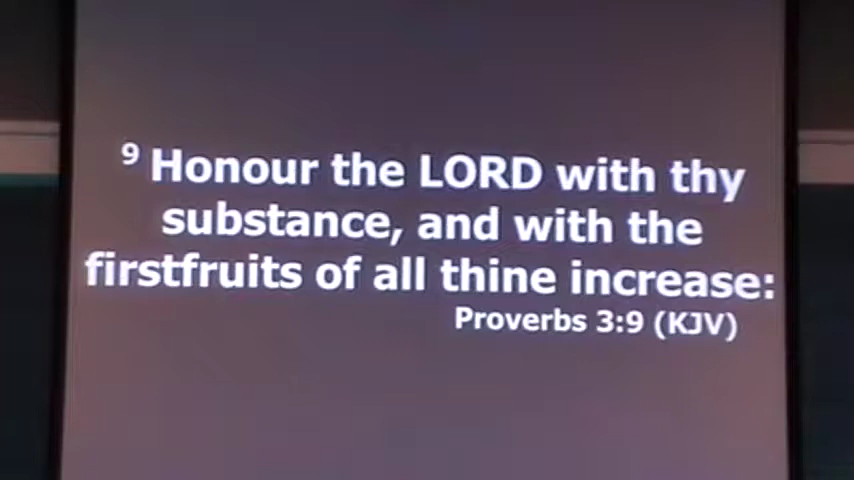 9 Honour the LORD with thy
substance, and with the
firstfruits of all thine increase:
Proverbs 3:9 (KJV)